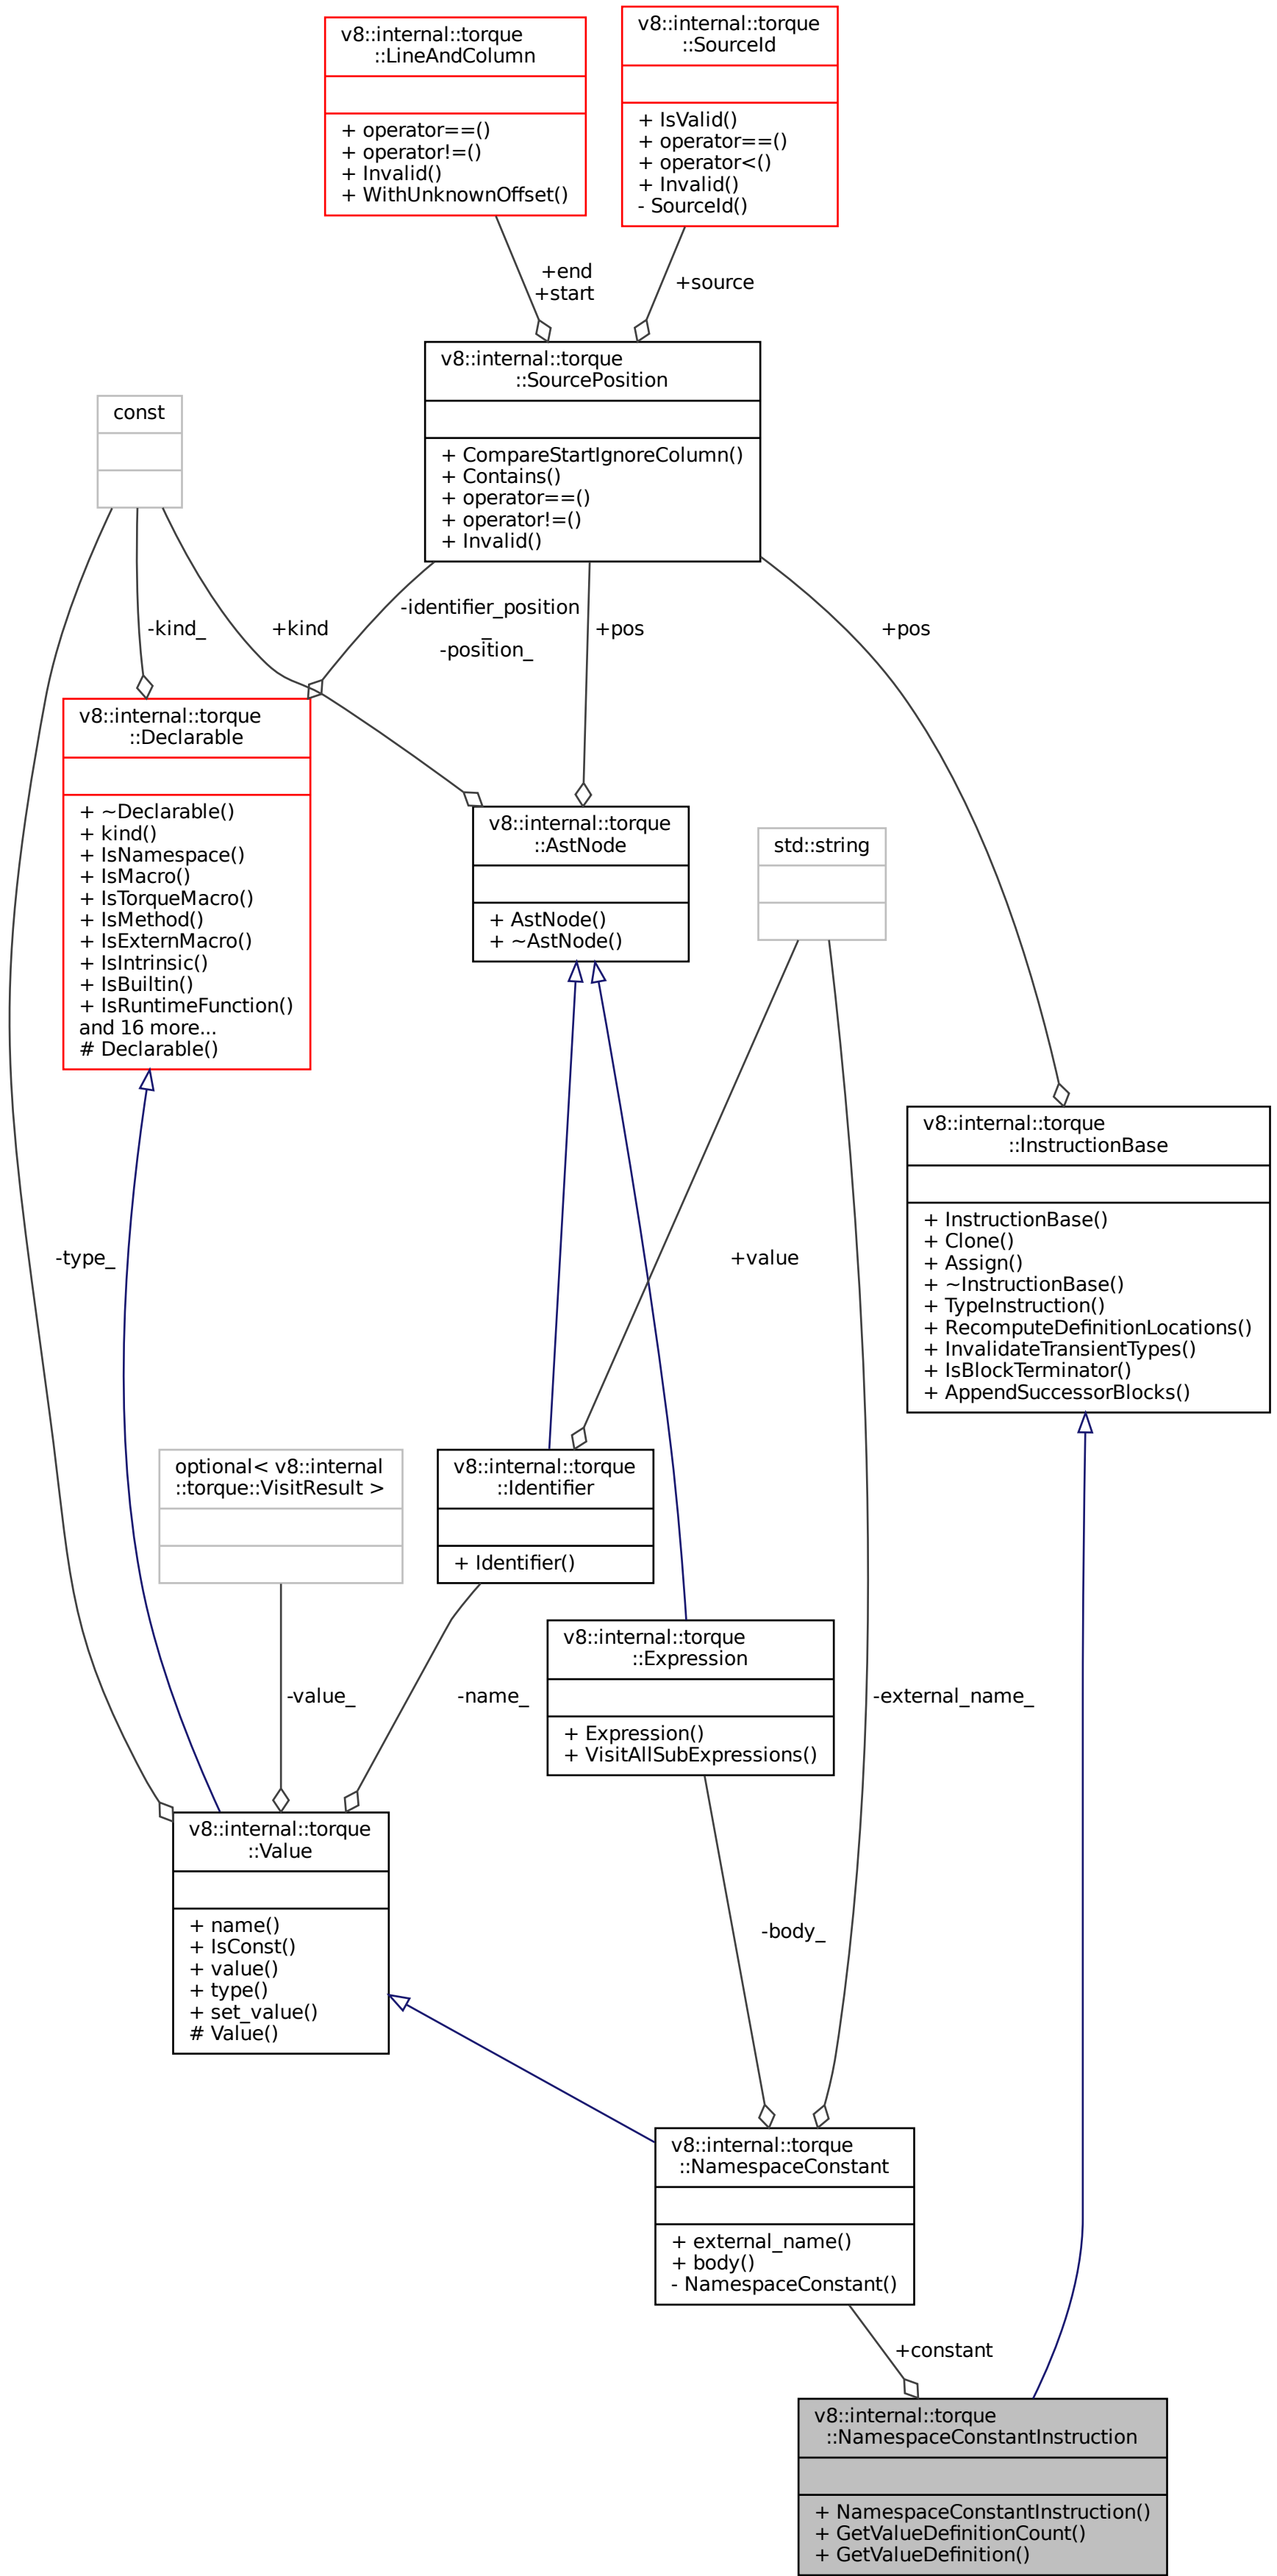 v8::internal::torque
::LineAndColumn
+ operator==()
+ operator!=()
+ Invalid()
+ WithUnknownOffset()
v8::internal::torque
::SourceId
+ IsValid()
+ operator==()
+ operator<()
+ Invalid()
- SourceId()
+end
+start
+source
v8::internal::torque
::SourcePosition
+ CompareStartIgnoreColumn()
+ Contains()
+ operator==()
+ operator!=()
+ Invalid()
const
-kind_
+kind
-identifier_position
_
-position_
+pos
+pos
v8::internal::torque
::Declarable
+ ~Declarable()
+ kind()
+ IsNamespace()
+ IsMacro()
+ IsTorqueMacro()
+ IsMethod()
+ IsExternMacro()
+ IsIntrinsic()
+ IsBuiltin()
+ IsRuntimeFunction()
and 16 more...
# Declarable()
v8::internal::torque
::AstNode
+ AstNode()
+ ~AstNode()
std::string
v8::internal::torque
::InstructionBase
+ InstructionBase()
+ Clone()
+ Assign()
+ ~InstructionBase()
+ TypeInstruction()
+ RecomputeDefinitionLocations()
+ InvalidateTransientTypes()
+ IsBlockTerminator()
+ AppendSuccessorBlocks()
-type_
+value
optional< v8::internal
::torque::VisitResult >
v8::internal::torque
::Identifier
+ Identifier()
v8::internal::torque
::Expression
+ Expression()
+ VisitAllSubExpressions()
-value_
-name_
-external_name_
v8::internal::torque
::Value
+ name()
+ IsConst()
+ value()
+ type()
+ set_value()
# Value()
-body_
v8::internal::torque
::NamespaceConstant
+ external_name()
+ body()
- NamespaceConstant()
+constant
v8::internal::torque
::NamespaceConstantInstruction
+ NamespaceConstantInstruction()
+ GetValueDefinitionCount()
+ GetValueDefinition()